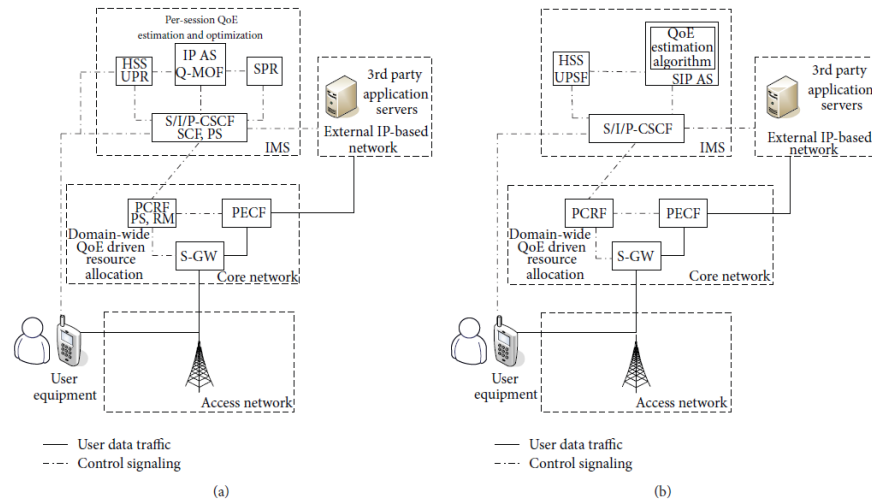 Per-session QoE
estimation and optimization
HSS
UPR
IP AS
Q-MOF
SPR
S/I/P-CSCF
SCF, PS
IMS
3rd party
application
servers
External IP-based
network
PCRF
PS, RM
PECF
Domain-wide
QoE driven
resource
allocation
S-GW
Core network
User
equipment
Access network
User data traffic
Control signaling
(a)
HSS
UPSF
QoE
estimation
algorithm
SIP AS
S/I/P-CSCF
IMS
3rd party
application
servers
External IP-based
network
PCRF
PECF
Domain-wide
QoE driven
resource
allocation
S-GW
Core network
User
equipment
Access network
User data traffic
Control signaling
(b)